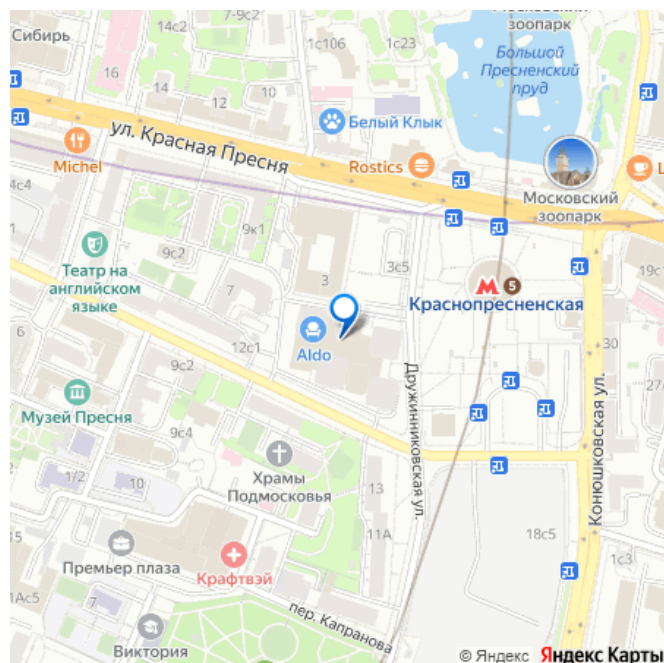 Московский
зоопарк
14с2
7-9с2
Сибирь
1с106
1с23
Большой
Пресненский
пруд
16
14
12
10
ул. Красная Пресня
Белый Клык
Michel
Rostics
4с4
Московский
зоопарк
9к1
9с2
Театр на
английском
языке
7
3
3с5
19с
5
Краснопресненская
6
12с1
Aldo
30
9с2
Музей Пресня
Дружинниковская ул.
27
9с4
Конюшковская ул.
Храмы
Подмосковья
1/2
10
13
15
11А
18с5
Премьер плаза
Крафтвэй
1с3
1Ас5
7
пер. Капранова
Виктория
© Яндекс
Яндекс Карты